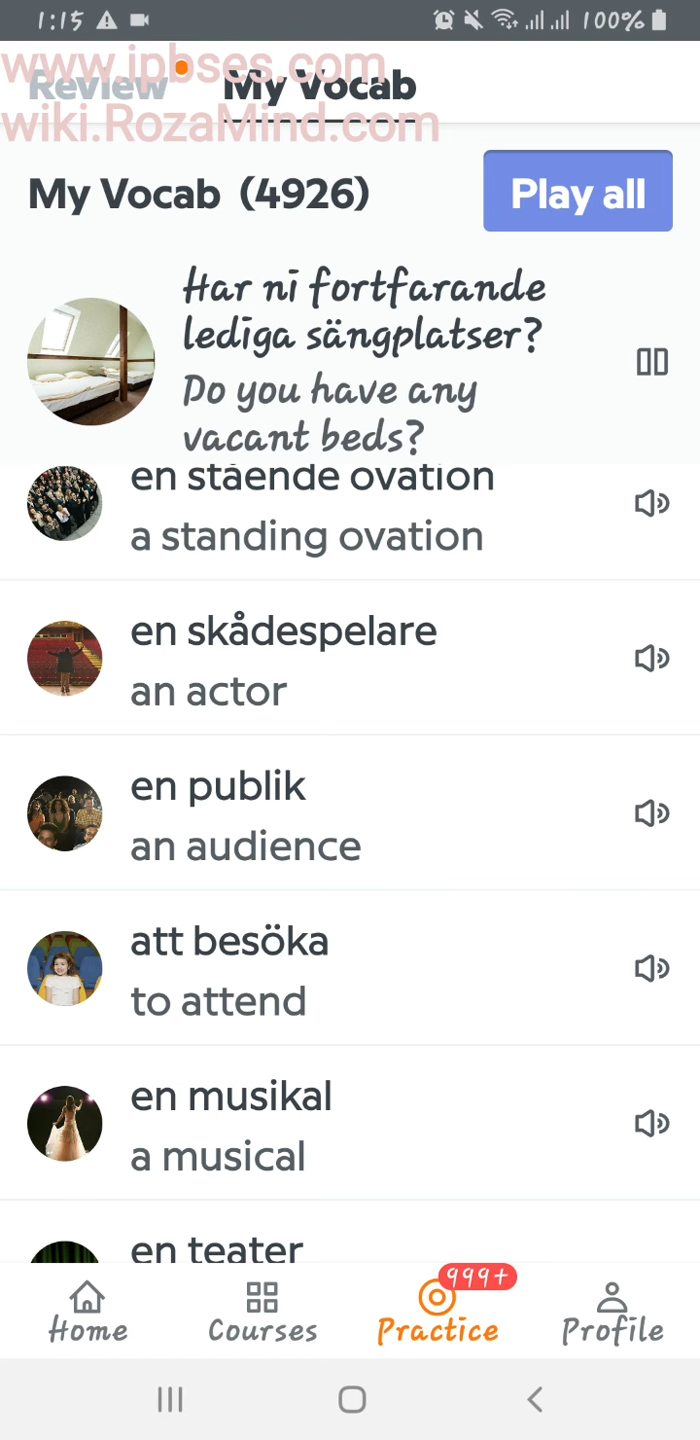 1:15 100%
www.ipbses.com
Review My Vocab
wiki.RozaMind.com
My Vocab (4926) Play all
Har ni fortfarande
lediga sängplatser?
Do you have any
vacant beds?
en stående ovation
a standing ovation
en skådespelare
an actor
en publik
an audience
att besöka
to attend
en musikal
a musical
en teater
999+
Home Courses Practice Profile